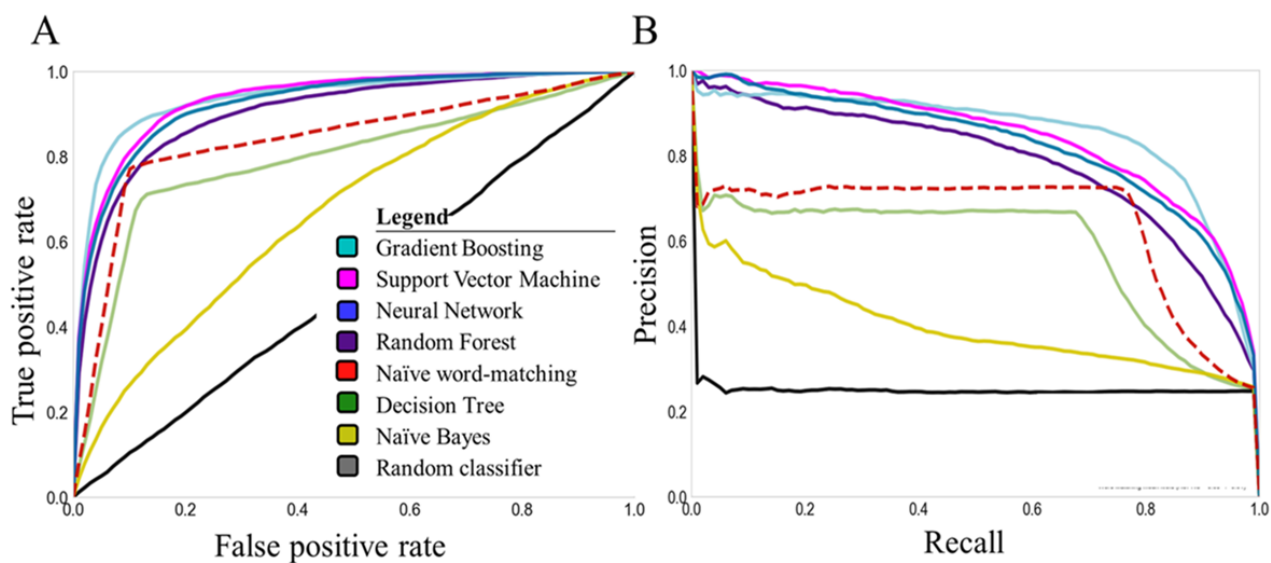 A
B
1.0
0.8
0.6
0.4
0.2
0.0
True positive rate
0.0 0.2 0.4 0.6 0.8 1.0
False positive rate
Legend
Gradient Boosting
Support Vector Machine
Neural Network
Random Forest
Naïve word-matching
Decision Tree
Naïve Bayes
Random classifier
1.0
0.8
0.6
0.4
0.2
0.0
Precision
0.0 0.2 0.4 0.6 0.8 1.0
Recall